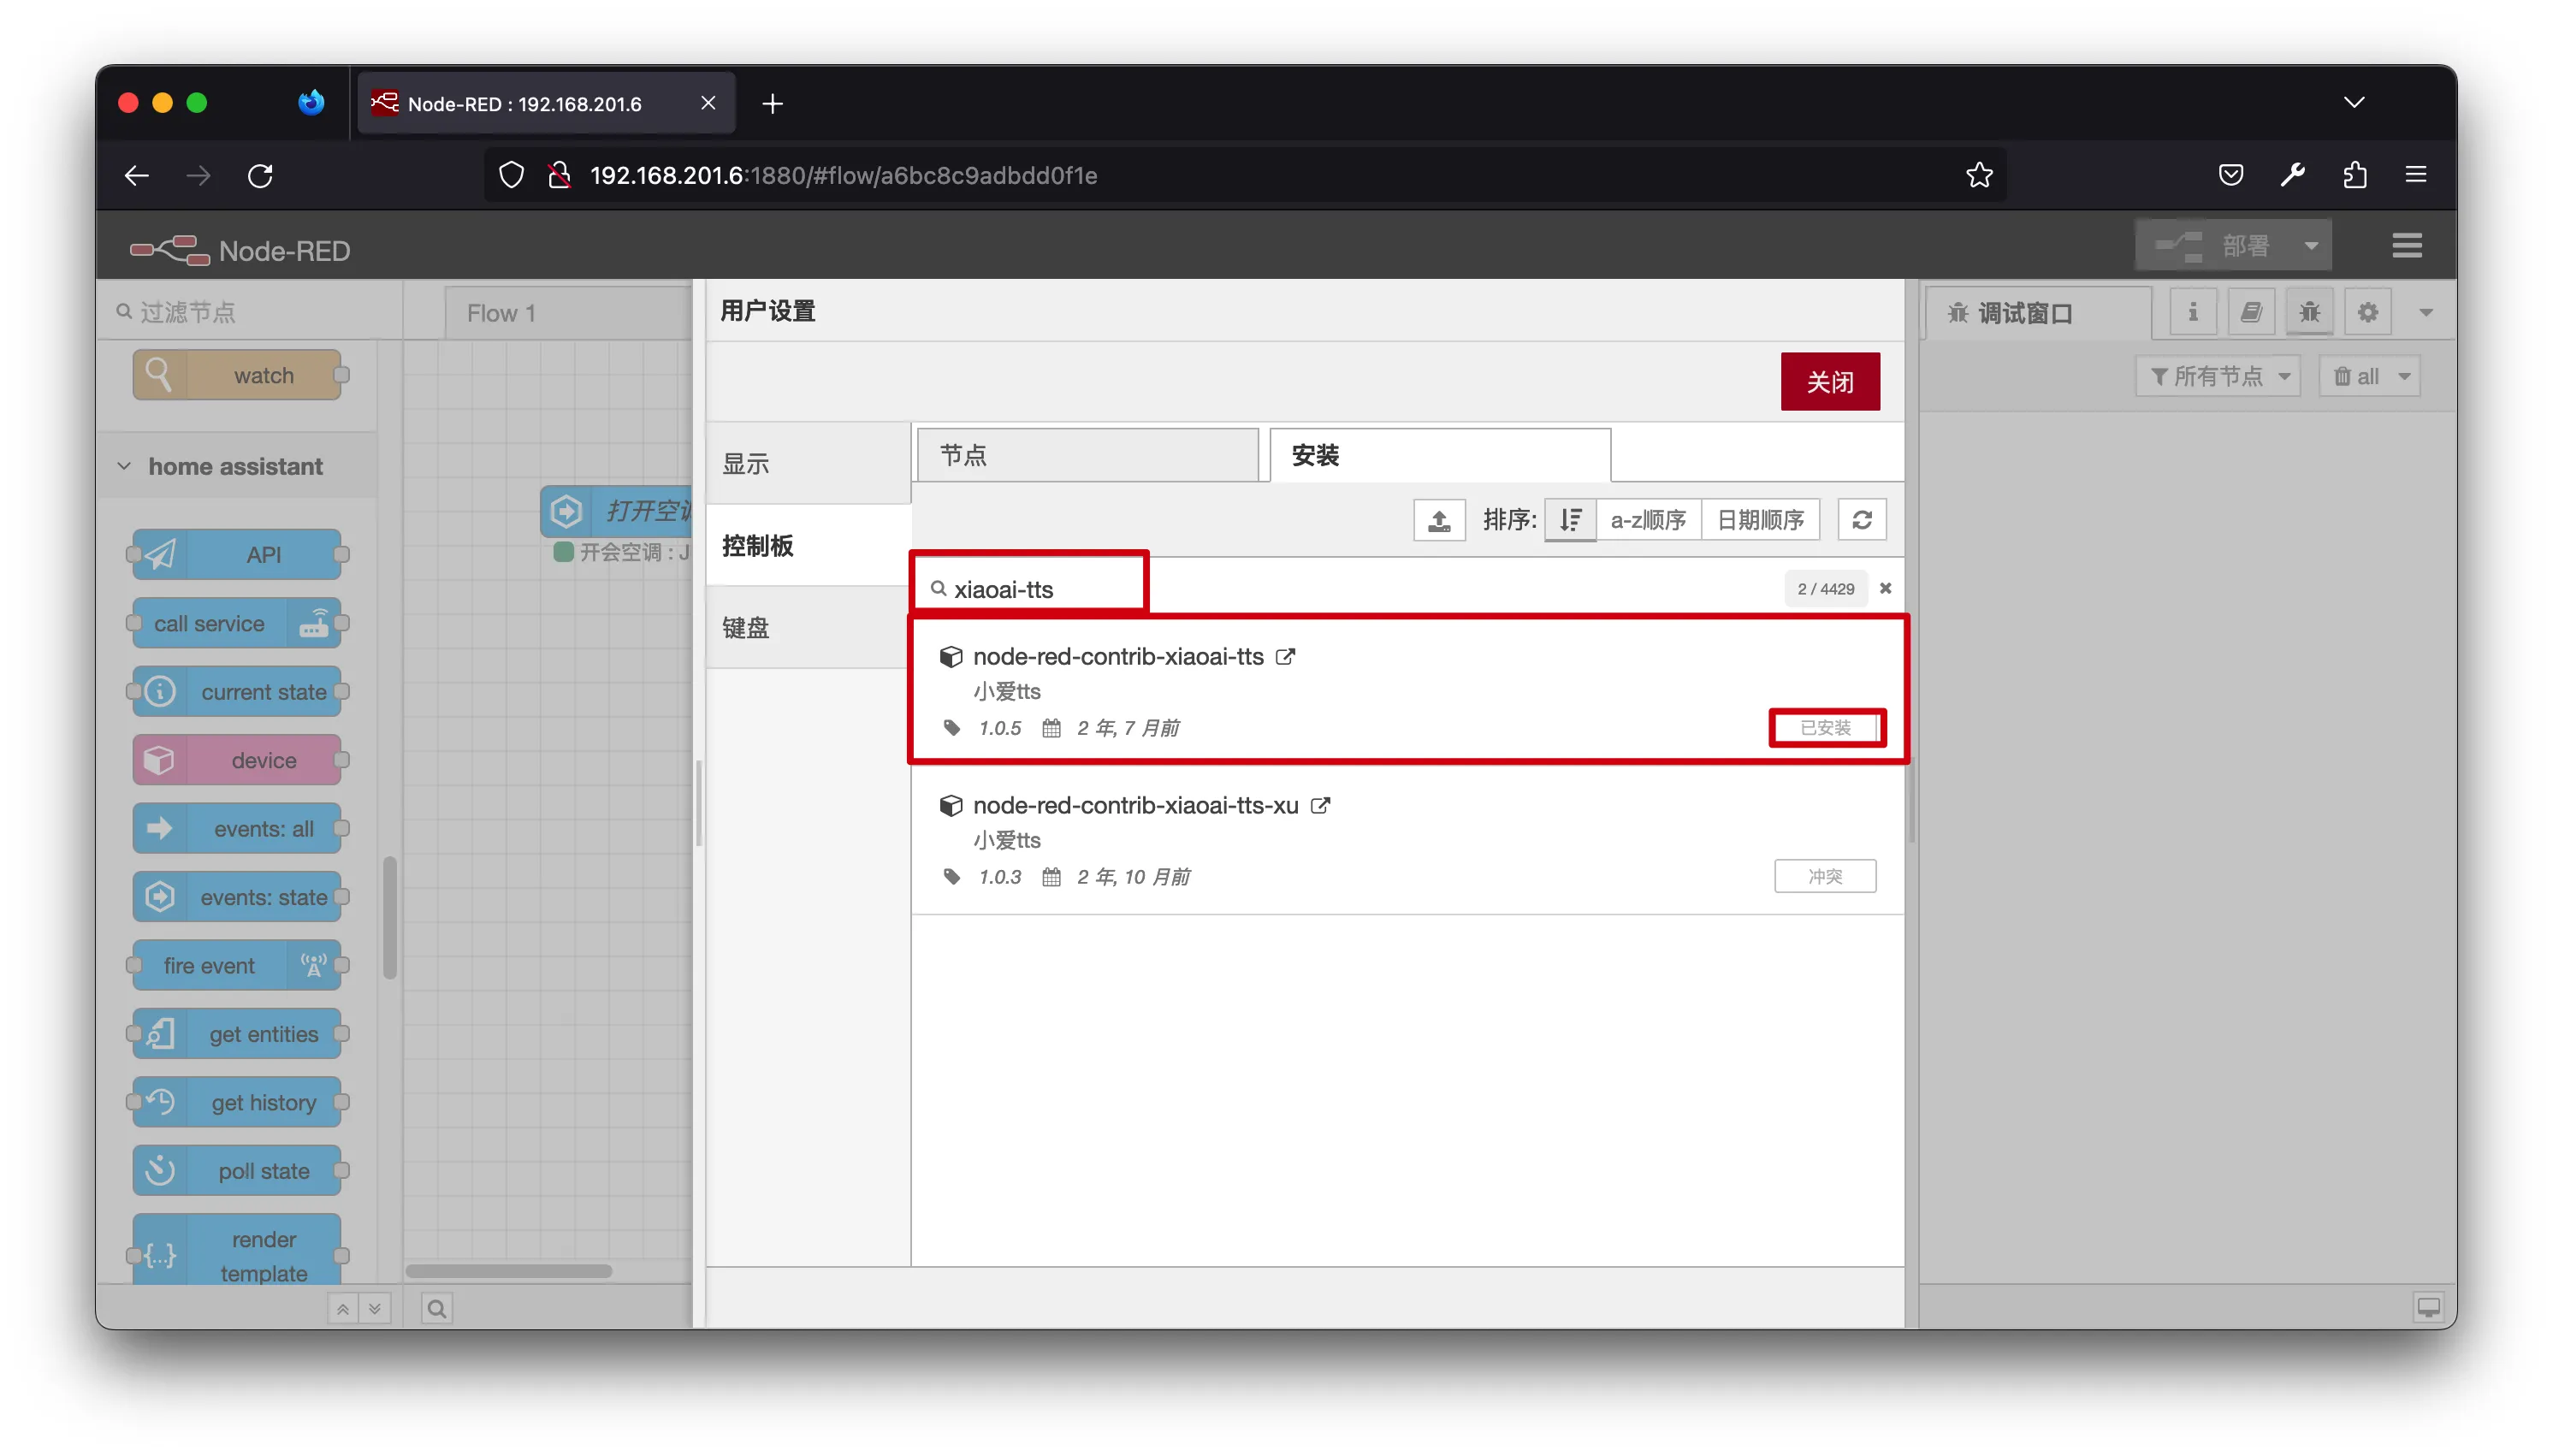 Node-RED : 192.168.201.6
192.168.201.6:1880/#flow/a6bc8c9adbdd0f1e
Node-RED
部署
过滤节点
Flow 1
用户设置
调试窗口
关闭
所有节点
all
watch
home assistant
显示
节点
安装
打开空调
排序:
a-z顺序
日期顺序
控制板
开会空调 : J
API
xiaoai-tts
2 / 4429
call service
键盘
node-red-contrib-xiaoai-tts
小爱tts
current state
1.0.5
2 年, 7 月前
已安装
device
node-red-contrib-xiaoai-tts-xu
小爱tts
events: all
1.0.3
2 年, 10 月前
冲突
events: state
fire event
get entities
get history
poll state
render
template